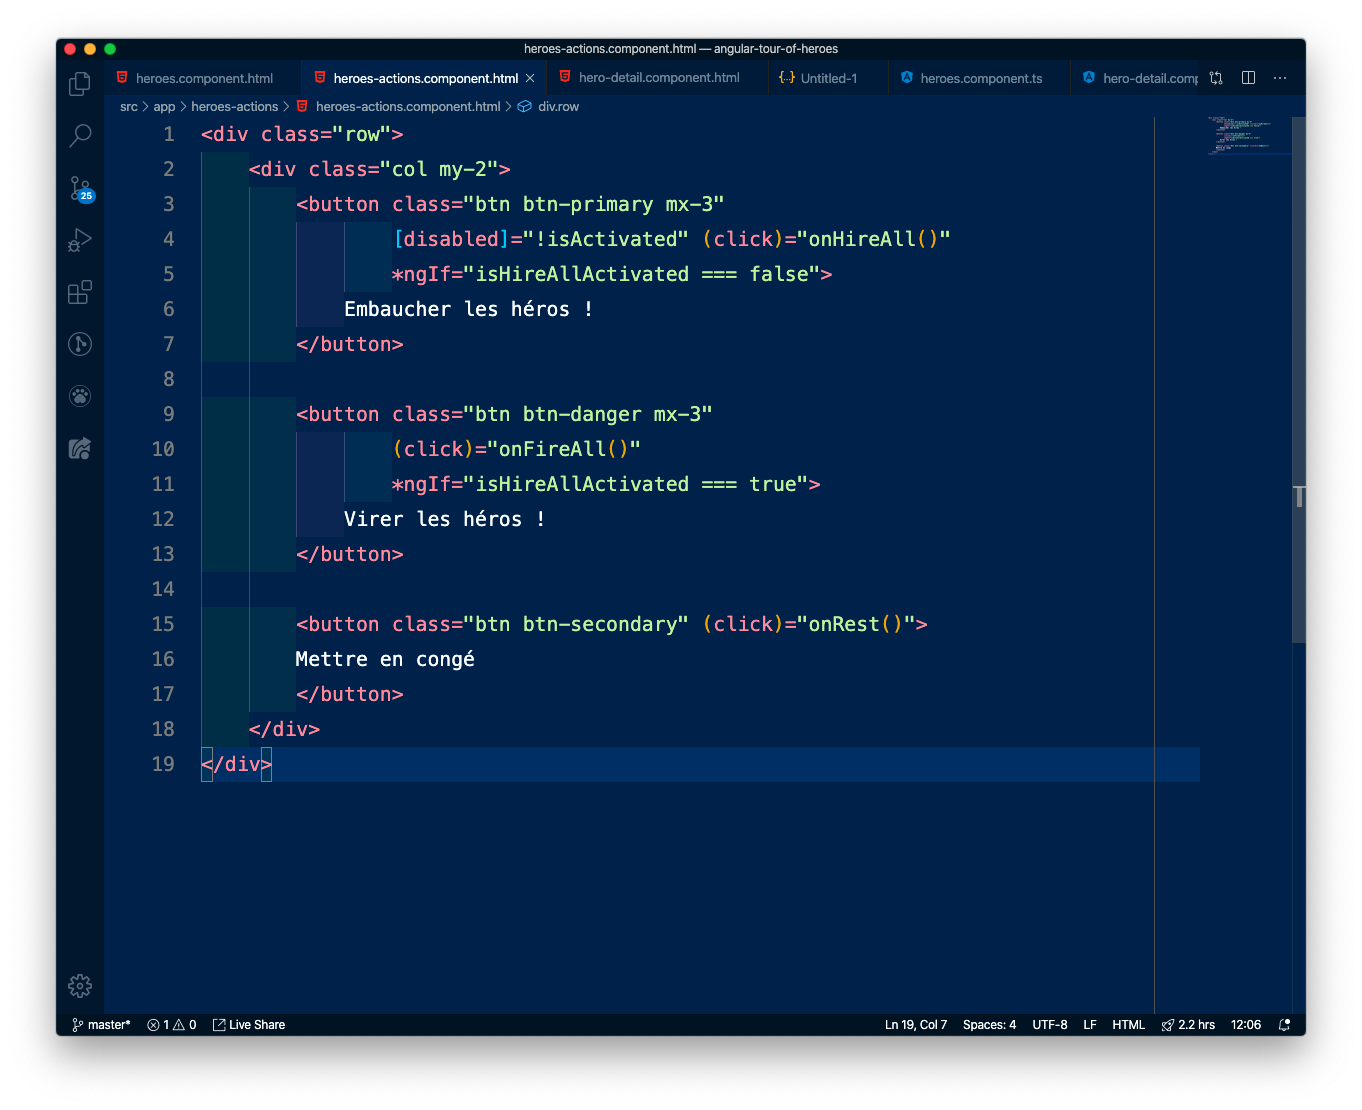 heroes-actions.component.html — angular-tour-of-heroes
heroes.component.html
heroes-actions.component.html
hero-detail.component.html
{..} Untitled-1
heroes.component.ts
hero-detail.comp
src > app > heroes-actions > heroes-actions.component.html > div.row
25
1 <div class="row">
2 <div class="col my-2">
3 <button class="btn btn-primary mx-3"
4 [disabled]="!isActivated" (click)="onHireAll()"
5 *ngIf="isHireAllActivated === false">
6 Embaucher les héros !
7 </button>
8
9 <button class="btn btn-danger mx-3"
10 (click)="onFireAll()"
11 *ngIf="isHireAllActivated === true">
12 Virer les héros !
13 </button>
14
15 <button class="btn btn-secondary" (click)="onRest()">
16 Mettre en congé
17 </button>
18 </div>
19 </div>
master* 1 0 Live Share Ln 19, Col 7 Spaces: 4 UTF-8 LF HTML 2.2 hrs 12:06